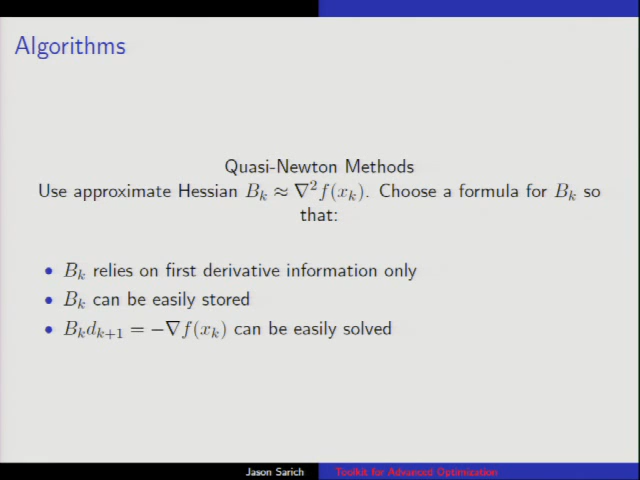 Algorithms
Quasi-Newton Methods
Use approximate Hessian $B_k \approx \nabla^2 f(x_k)$. Choose a formula for $B_k$ so
that:
• $B_k$ relies on first derivative information only
• $B_k$ can be easily stored
• $B_k d_{k+1} = -\nabla f(x_k)$ can be easily solved
Jason Sarich Toolkit for Advanced Optimization